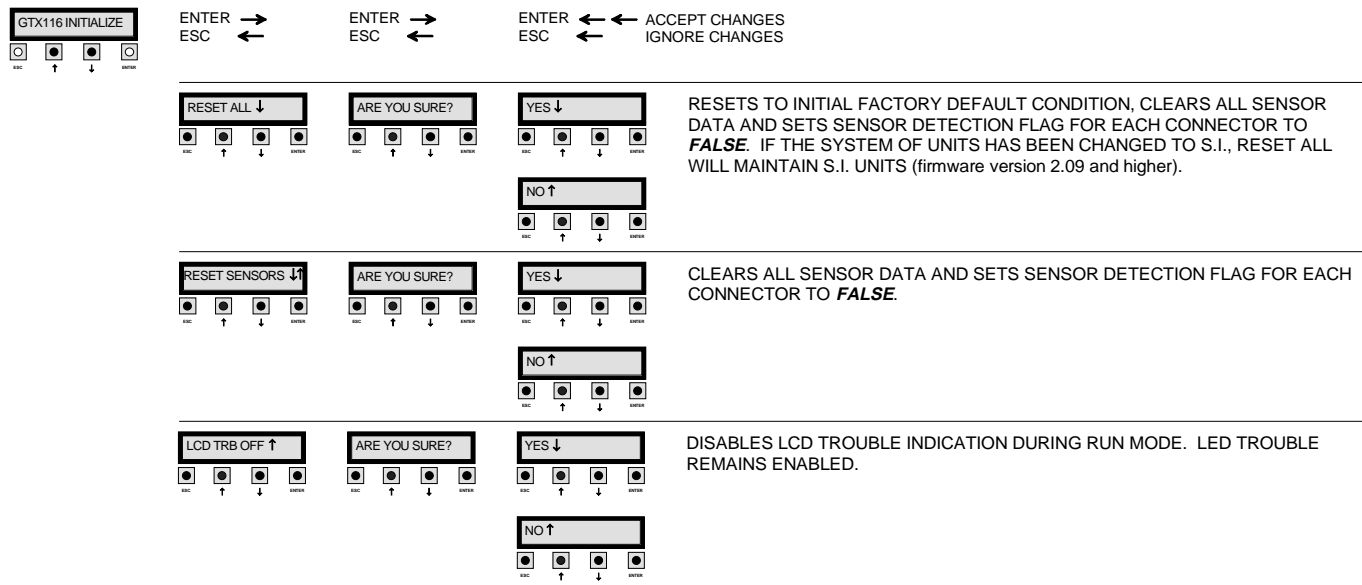 GTX116 INITIALIZE
ESC ↑ ↓ ENTER
ENTER → ENTER → ENTER ← ← ACCEPT CHANGES
ESC ← ESC ← ESC ← IGNORE CHANGES
RESET ALL ↓
ESC ↑ ↓ ENTER
ARE YOU SURE?
ESC ↑ ↓ ENTER
YES ↓
ESC ↑ ↓ ENTER
RESETS TO INITIAL FACTORY DEFAULT CONDITION, CLEARS ALL SENSOR
DATA AND SETS SENSOR DETECTION FLAG FOR EACH CONNECTOR TO
FALSE. IF THE SYSTEM OF UNITS HAS BEEN CHANGED TO S.I., RESET ALL
WILL MAINTAIN S.I. UNITS (firmware version 2.09 and higher).
NO ↑
ESC ↑ ↓ ENTER
RESET SENSORS ↓↑
ESC ↑ ↓ ENTER
ARE YOU SURE?
ESC ↑ ↓ ENTER
YES ↓
ESC ↑ ↓ ENTER
CLEARS ALL SENSOR DATA AND SETS SENSOR DETECTION FLAG FOR EACH
CONNECTOR TO FALSE.
NO ↑
ESC ↑ ↓ ENTER
LCD TRB OFF ↑
ESC ↑ ↓ ENTER
ARE YOU SURE?
ESC ↑ ↓ ENTER
YES ↓
ESC ↑ ↓ ENTER
DISABLES LCD TROUBLE INDICATION DURING RUN MODE. LED TROUBLE
REMAINS ENABLED.
NO ↑
ESC ↑ ↓ ENTER